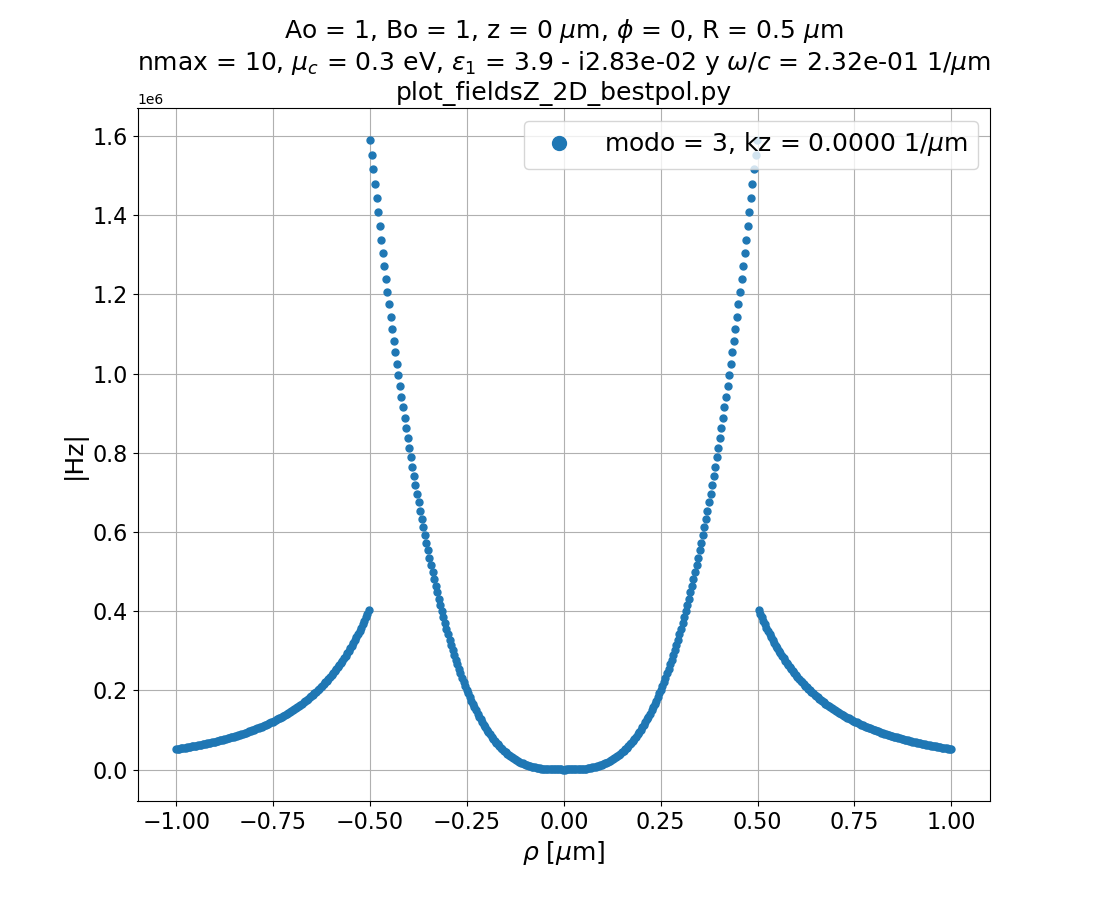 Ao = 1, Bo = 1, z = 0 μm, ϕ = 0, R = 0.5 μm
nmax = 10, μ_c = 0.3 eV, ε₁ = 3.9 - i2.83e-02 y ω/c = 2.32e-01 1/μm
plot_fieldsZ_2D_bestpol.py
1e6
modo = 3, kz = 0.0000 1/μm
1.6
1.4
1.2
1.0
0.8
0.6
0.4
0.2
0.0
|Hz|
−1.00 −0.75 −0.50 −0.25 0.00 0.25 0.50 0.75 1.00
ρ [μm]